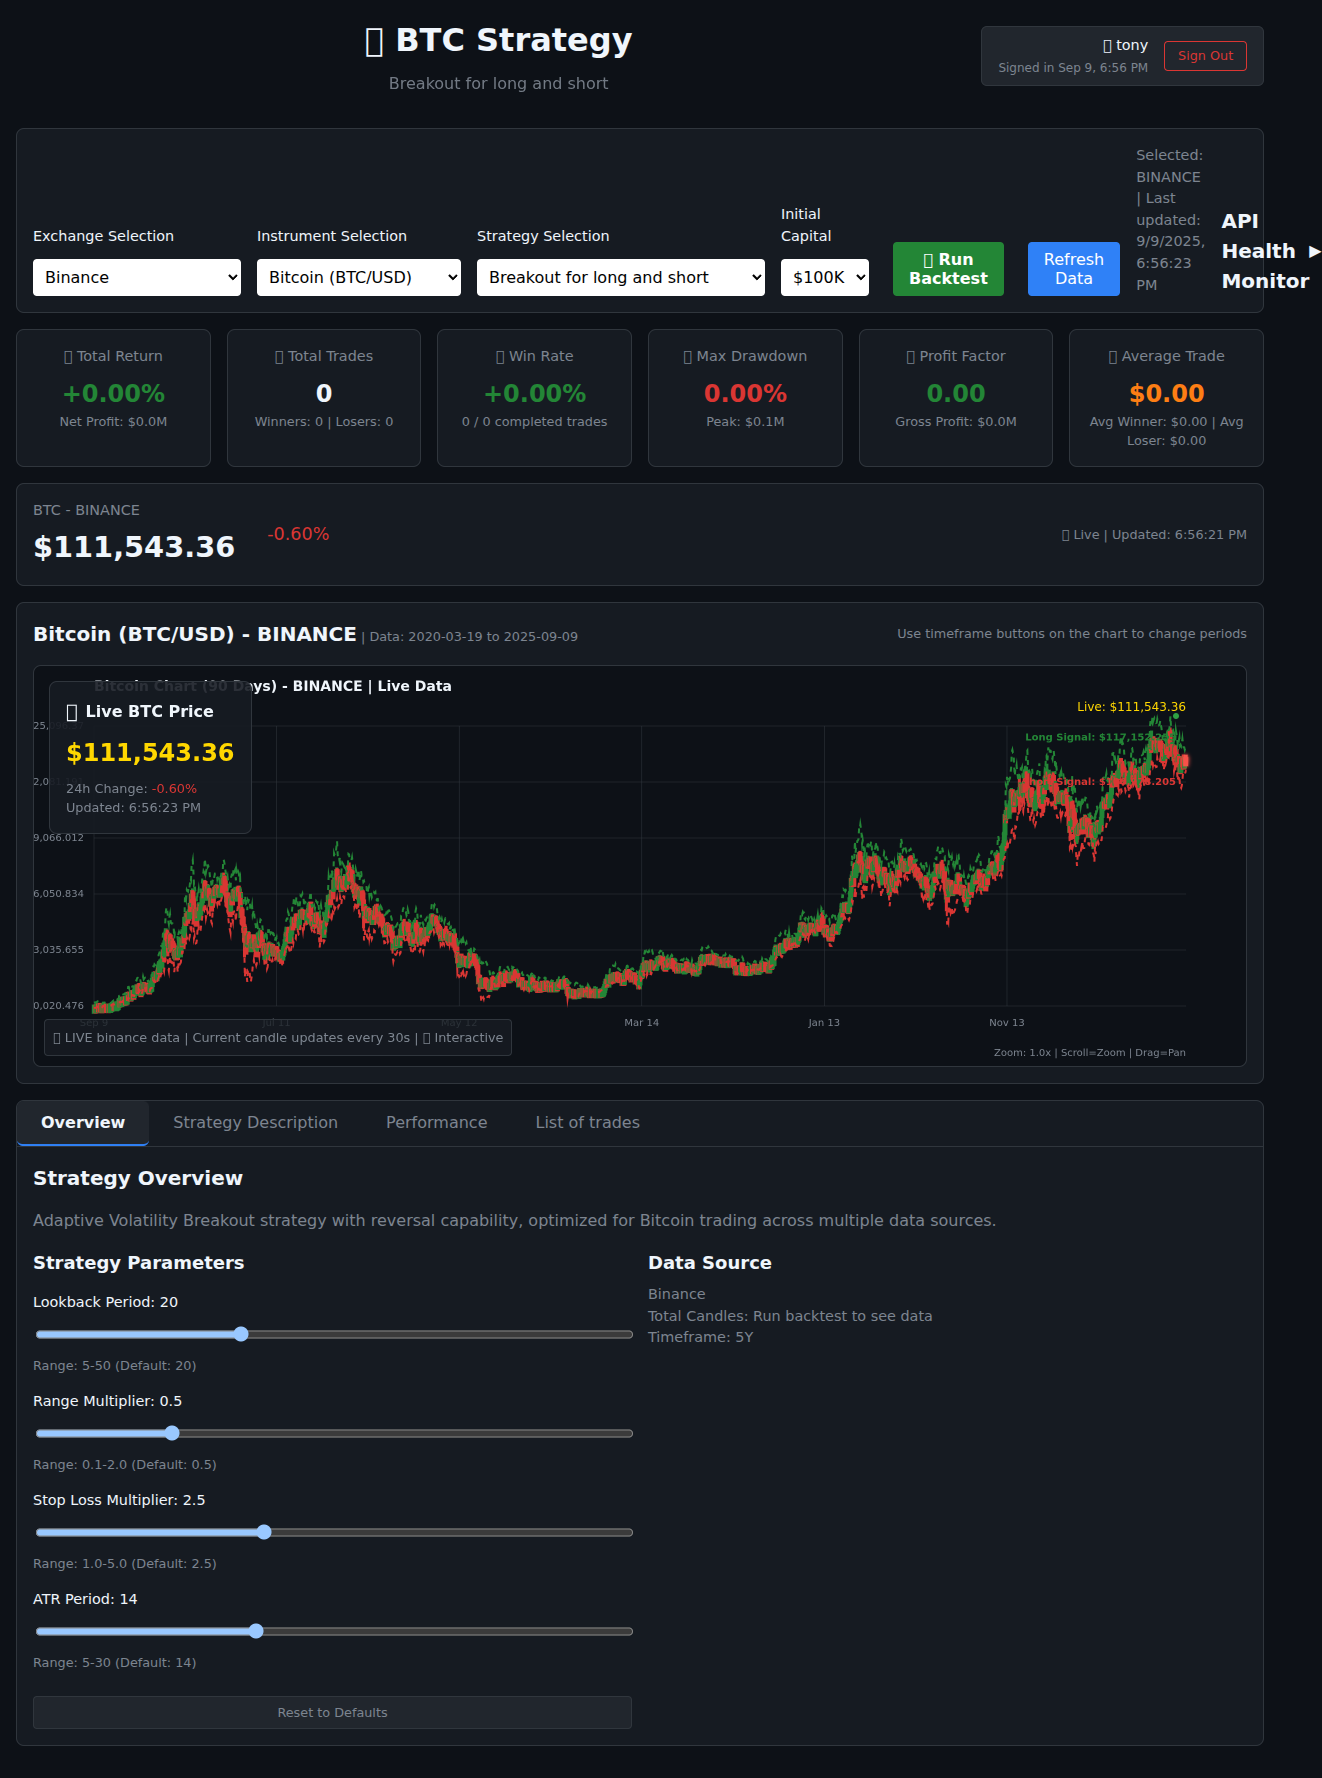 BTC Strategy
Breakout for long and short
tony
Signed in Sep 9, 6:56 PM
Sign Out
Exchange Selection
Binance
Instrument Selection
Bitcoin (BTC/USD)
Strategy Selection
Breakout for long and short
Initial
Capital
$100K
Run
Backtest
Refresh
Data
Selected:
BINANCE
| Last
updated:
9/9/2025,
6:56:23
PM
API
Health ▶
Monitor
Total Return
+0.00%
Net Profit: $0.0M
Total Trades
0
Winners: 0 | Losers: 0
Win Rate
+0.00%
0 / 0 completed trades
Max Drawdown
0.00%
Peak: $0.1M
Profit Factor
0.00
Gross Profit: $0.0M
Average Trade
$0.00
Avg Winner: $0.00 | Avg
Loser: $0.00
BTC - BINANCE
$111,543.36
-0.60%
Live | Updated: 6:56:21 PM
Bitcoin (BTC/USD) - BINANCE | Data: 2020-03-19 to 2025-09-09
Use timeframe buttons on the chart to change periods
Bitcoin Chart (90 Days) - BINANCE | Live Data
Live BTC Price
$111,543.36
24h Change: -0.60%
Updated: 6:56:23 PM
Live: $111,543.36
Long Signal:
Signal:
9,066.012
6,050.834
3,035.655
0,020.476
Sep 9
Jul 11
May 12
Mar 14
Jan 13
Nov 13
LIVE binance data | Current candle updates every 30s | Interactive
Zoom: 1.0x | Scroll=Zoom | Drag=Pan
Overview
Strategy Description
Performance
List of trades
Strategy Overview
Adaptive Volatility Breakout strategy with reversal capability, optimized for Bitcoin trading across multiple data sources.
Strategy Parameters
Lookback Period: 20
Range: 5-50 (Default: 20)
Range Multiplier: 0.5
Range: 0.1-2.0 (Default: 0.5)
Stop Loss Multiplier: 2.5
Range: 1.0-5.0 (Default: 2.5)
ATR Period: 14
Range: 5-30 (Default: 14)
Reset to Defaults
Data Source
Binance
Total Candles: Run backtest to see data
Timeframe: 5Y